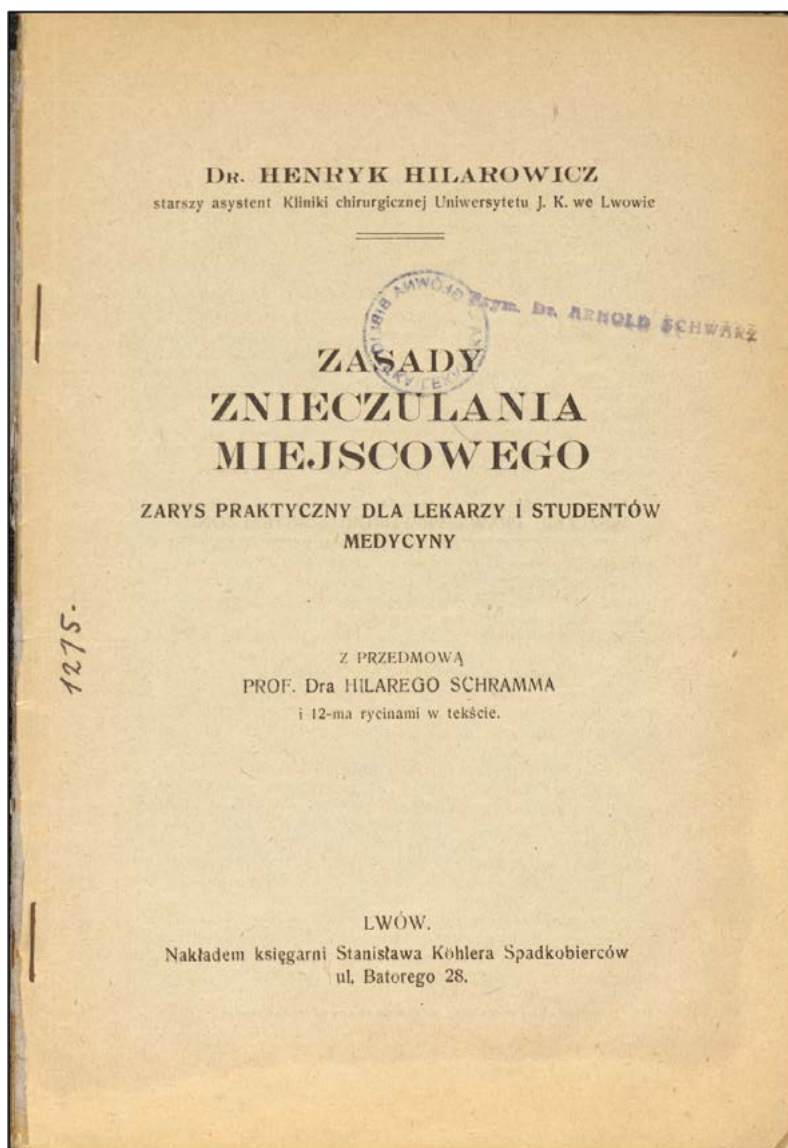 DR. HENRYK HILAROWICZ
starszy asystent Kliniki chirurgicznej Uniwersytetu J. K. we Lwowie
GŁÓWNA
Dr. ARNOLD SCHWARZ
ZASADY
ZNIECZULANIA
MIEJSCOWEGO
ZARYS PRAKTYCZNY DLA LEKARZY I STUDENTÓW
MEDYCYNY
1275.
Z PRZEDMOWĄ
PROF. Dra HILAREGO SCHRAMMA
i 12-ma rycinami w tekście.
LWÓW.
Nakładem księgarni Stanisława Köhlera Spadkobierców
ul. Batorego 28.